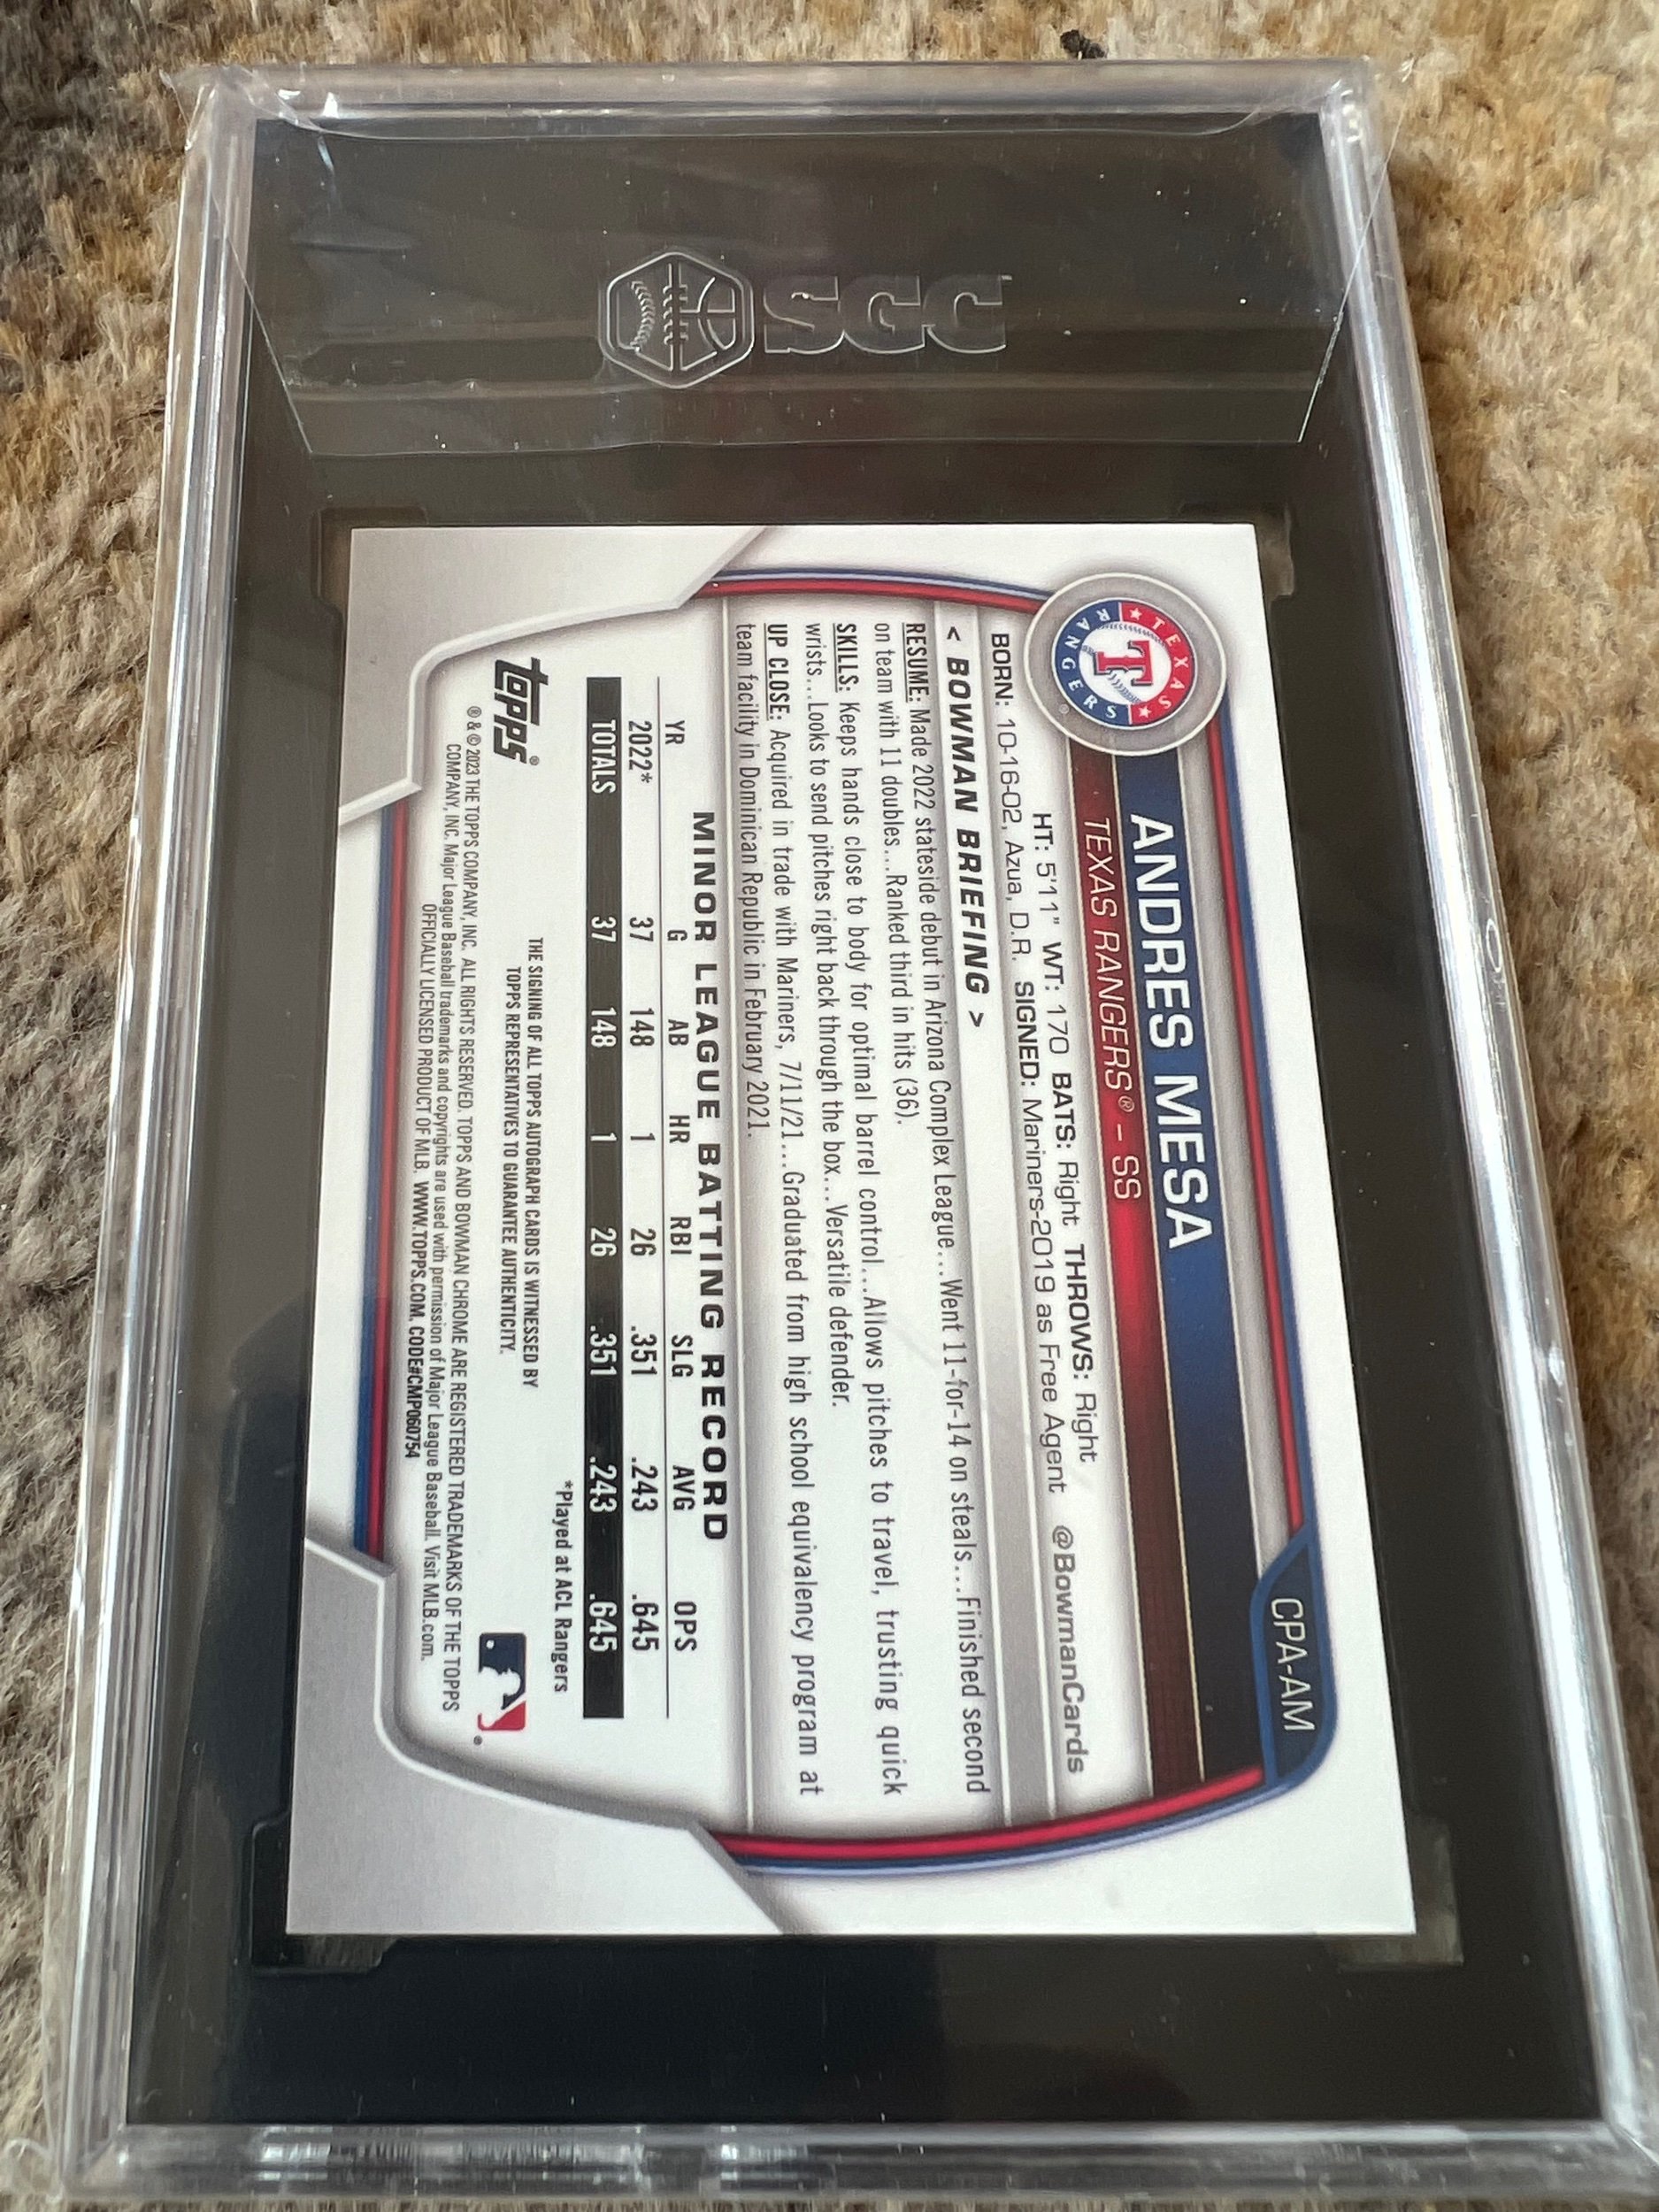 SGC
CPA-AM
TEXAS RANGERS
T
ANDRES MESA
TEXAS RANGERS® – SS
HT: 5'11" WT: 170 BATS: Right THROWS: Right
BORN: 10-16-02, Azua, D.R. SIGNED: Mariners-2019 as Free Agent @BowmanCards
< BOWMAN BRIEFING >
RESUME: Made 2022 stateside debut in Arizona Complex League...Went 11-for-14 on steals...Finished second
on team with 11 doubles...Ranked third in hits (36).
SKILLS: Keeps hands close to body for optimal barrel control...Allows pitches to travel, trusting quick
wrists...Looks to send pitches right back through the box...Versatile defender.
UP CLOSE: Acquired in trade with Mariners, 7/11/21...Graduated from high school equivalency program at
team facility in Dominican Republic in February 2021.
MINOR LEAGUE BATTING RECORD
YR G AB HR RBI SLG AVG OPS
2022* 37 148 1 26 .351 .243 .645
TOTALS 37 148 1 26 .351 .243 .645
*Played at ACL Rangers
topps®
THE SIGNING OF ALL TOPPS AUTOGRAPH CARDS IS WITNESSED BY
TOPPS REPRESENTATIVES TO GUARANTEE AUTHENTICITY.
® & © 2023 THE TOPPS COMPANY, INC. ALL RIGHTS RESERVED. TOPPS AND BOWMAN CHROME ARE REGISTERED TRADEMARKS OF THE TOPPS
COMPANY, INC. Major League Baseball trademarks and copyrights are used with permission of Major League Baseball. Visit MLB.com.
OFFICIALLY LICENSED PRODUCT OF MLB. WWW.TOPPS.COM. CODE#CMP060754